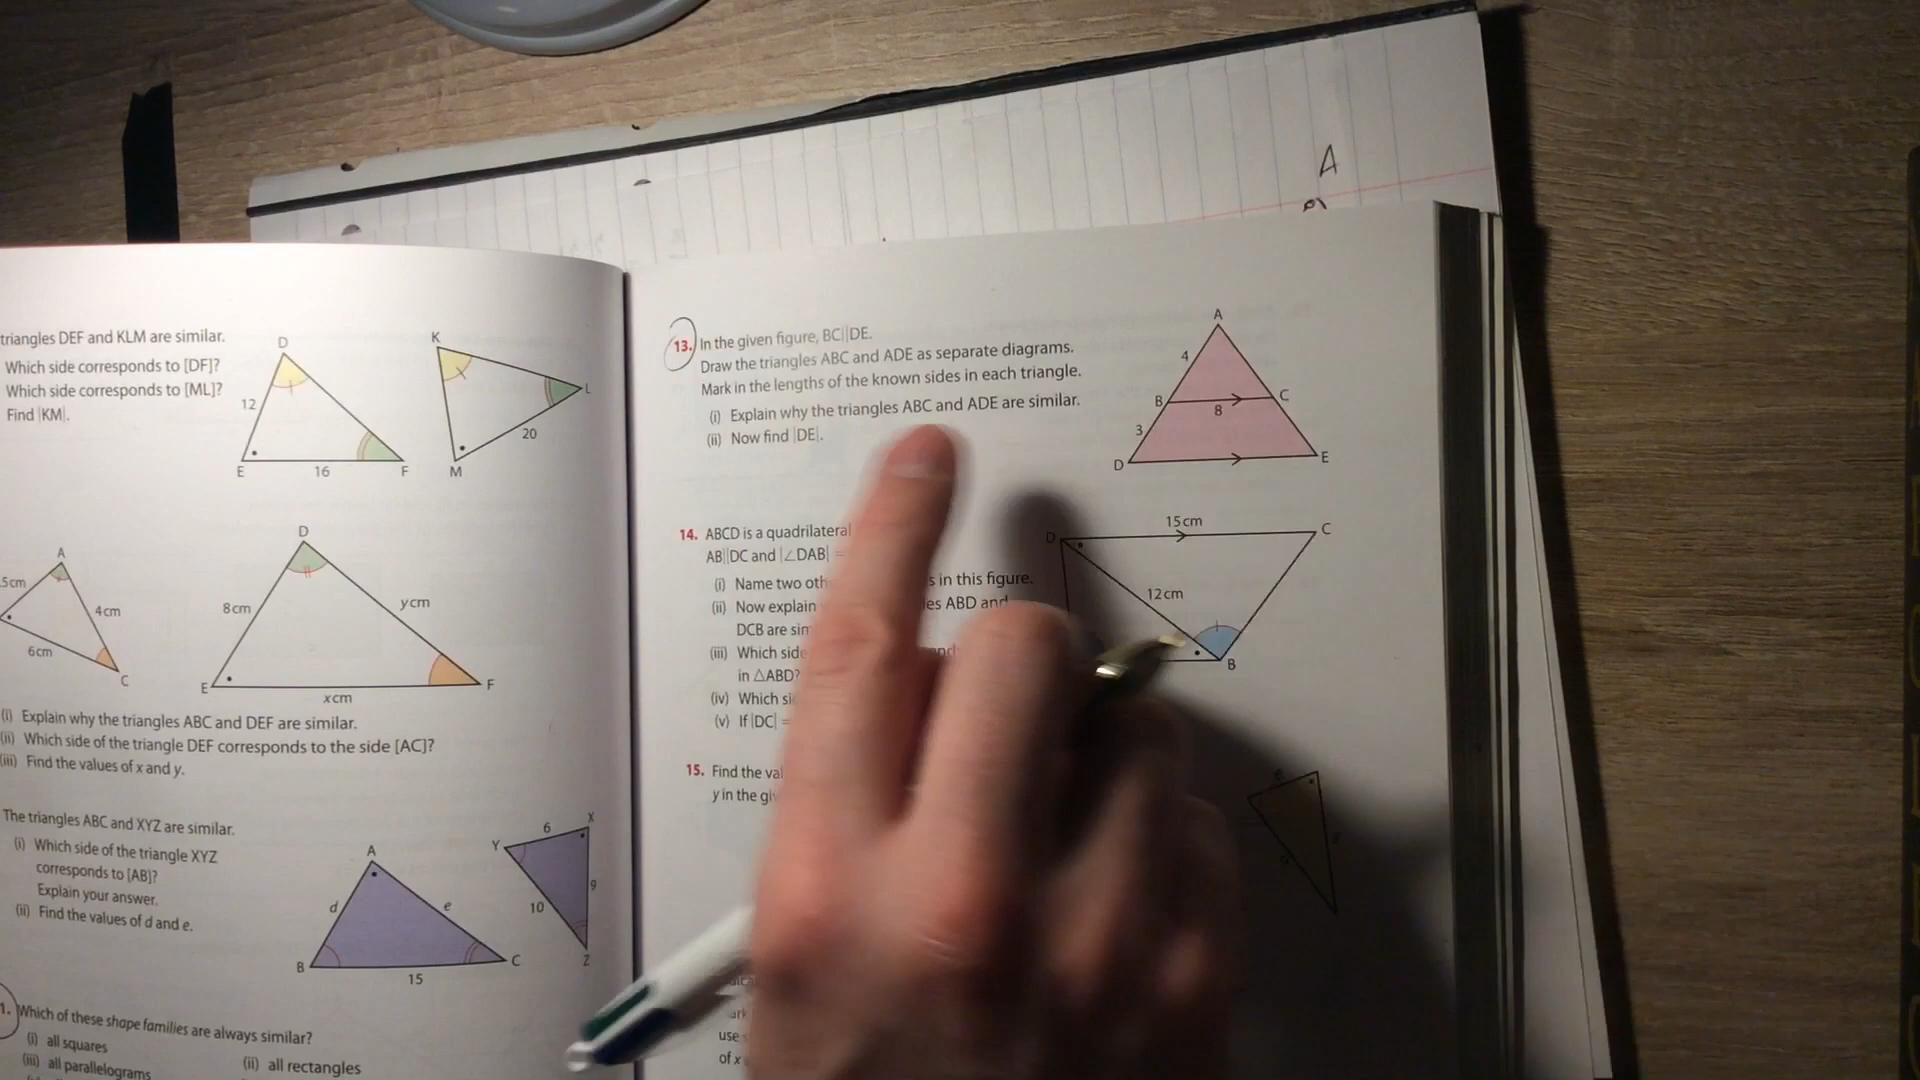 A
triangles DEF and KLM are similar.
Which side corresponds to [DF]?
Which side corresponds to [ML]?
Find |KM|.
D
12
E
16
F
K
L
20
M
A
5cm
4cm
6cm
C
D
8cm
ycm
E
xcm
F
(i) Explain why the triangles ABC and DEF are similar.
(ii) Which side of the triangle DEF corresponds to the side [AC]?
(iii) Find the values of x and y.
The triangles ABC and XYZ are similar.
(i) Which side of the triangle XYZ
corresponds to [AB]?
Explain your answer.
(ii) Find the values of d and e.
A
d
e
B
15
C
X
6
Y
9
10
Z
1. Which of these shape families are always similar?
(i) all squares
(ii) all rectangles
(iii) all parallelograms
13. In the given figure, BC||DE.
Draw the triangles ABC and ADE as separate diagrams.
Mark in the lengths of the known sides in each triangle.
(i) Explain why the triangles ABC and ADE are similar.
(ii) Now find |DE|.
A
4
B
8
C
3
D
E
14. ABCD is a quadrilateral
AB||DC and |∠DAB| =
(i) Name two s in this figure.
(ii) Now explain ABD and
DCB are
(iii) Which side
in △ABD?
(iv) Which
(v) If |DC| =
D
15cm
C
12cm
B
15. Find the
y in the
use
of x